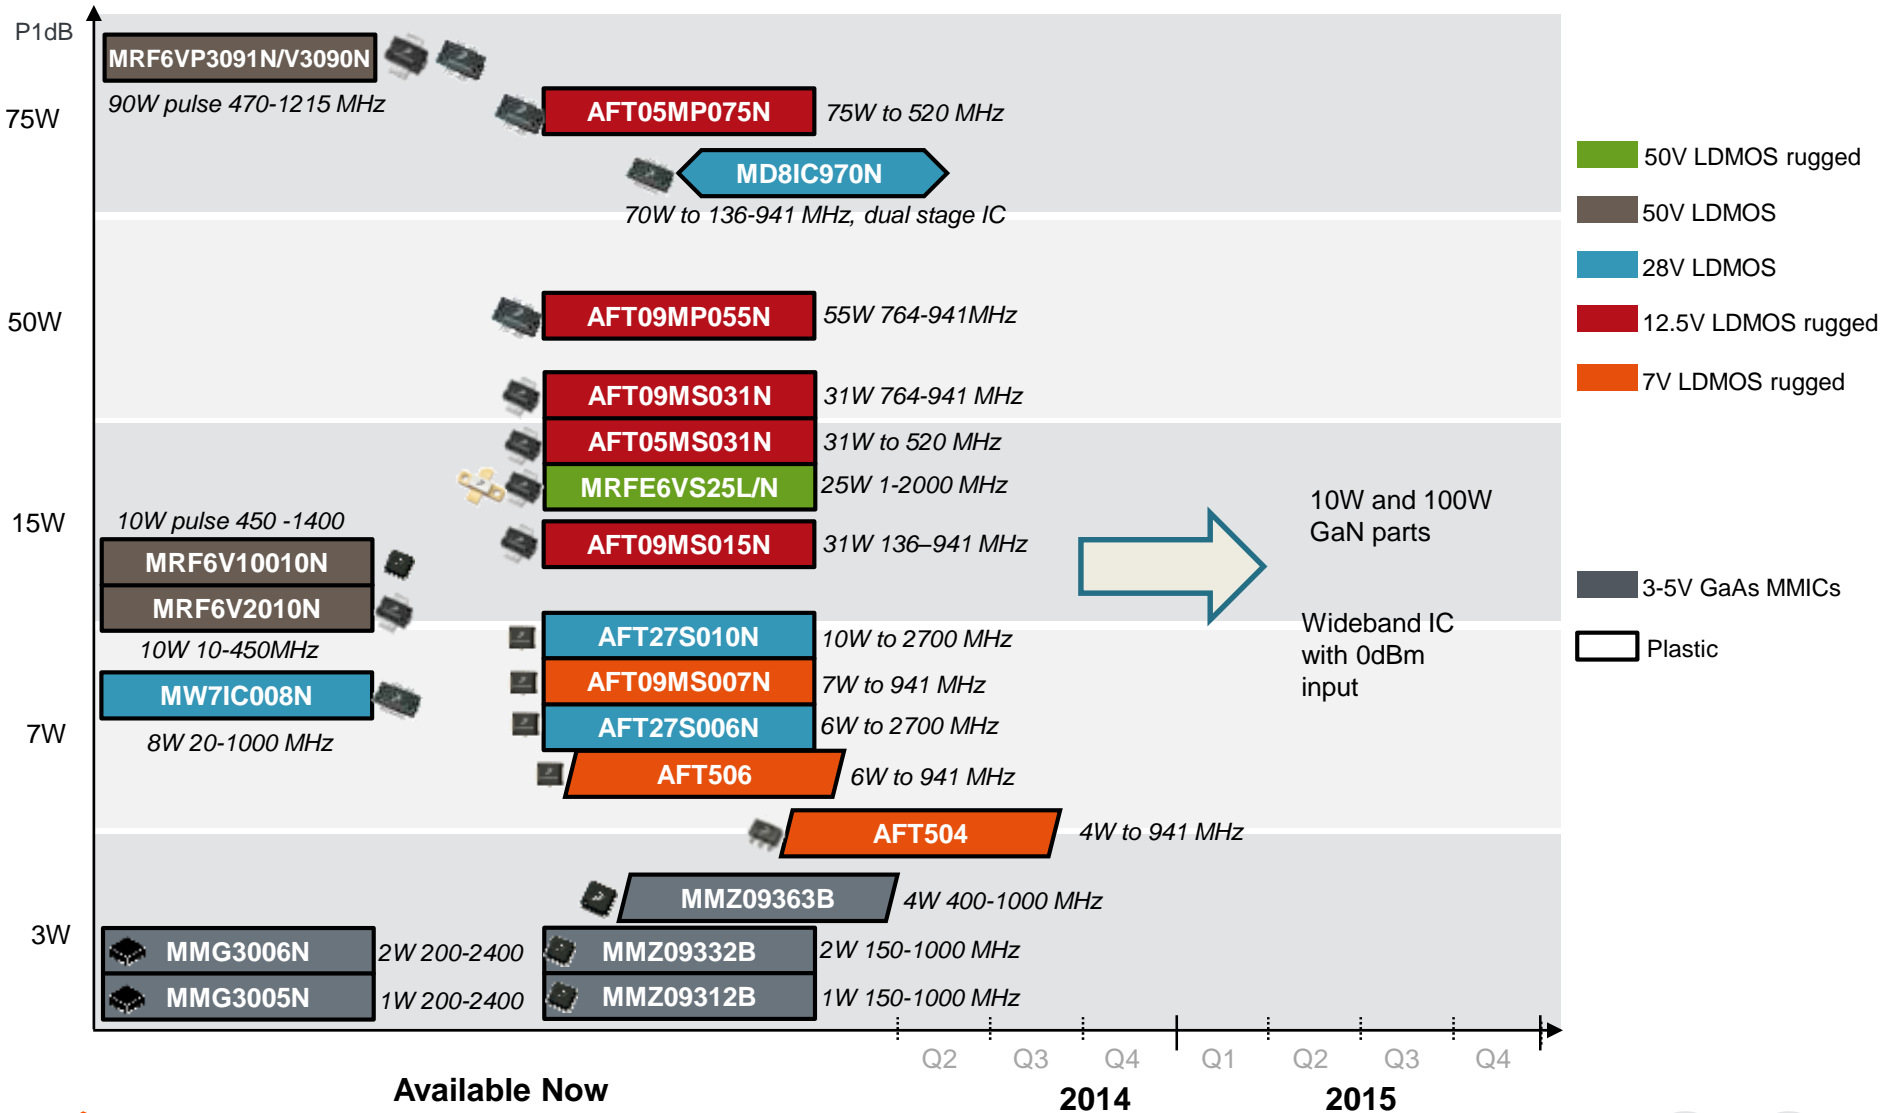 P1dB
MRF6VP3091N/V3090N
90W pulse 470-1215 MHz
75W
AFT05MP075N
75W to 520 MHz
MD8IC970N
70W to 136-941 MHz, dual stage IC
50W
AFT09MP055N
55W 764-941MHz
AFT09MS031N
31W 764-941 MHz
AFT05MS031N
31W to 520 MHz
MRFE6VS25L/N
25W 1-2000 MHz
15W
10W pulse 450 -1400
AFT09MS015N
31W 136–941 MHz
MRF6V10010N
MRF6V2010N
10W 10-450MHz
10W and 100W
GaN parts
Wideband IC
with 0dBm
input
AFT27S010N
10W to 2700 MHz
AFT09MS007N
7W to 941 MHz
MW7IC008N
8W 20-1000 MHz
7W
AFT27S006N
6W to 2700 MHz
AFT506
6W to 941 MHz
AFT504
4W to 941 MHz
MMZ09363B
4W 400-1000 MHz
3W
MMG3006N
2W 200-2400
MMZ09332B
2W 150-1000 MHz
MMG3005N
1W 200-2400
MMZ09312B
1W 150-1000 MHz
Q2
Q3
Q4
Q1
Q2
Q3
Q4
Available Now
2014
2015
50V LDMOS rugged
50V LDMOS
28V LDMOS
12.5V LDMOS rugged
7V LDMOS rugged
3-5V GaAs MMICs
Plastic